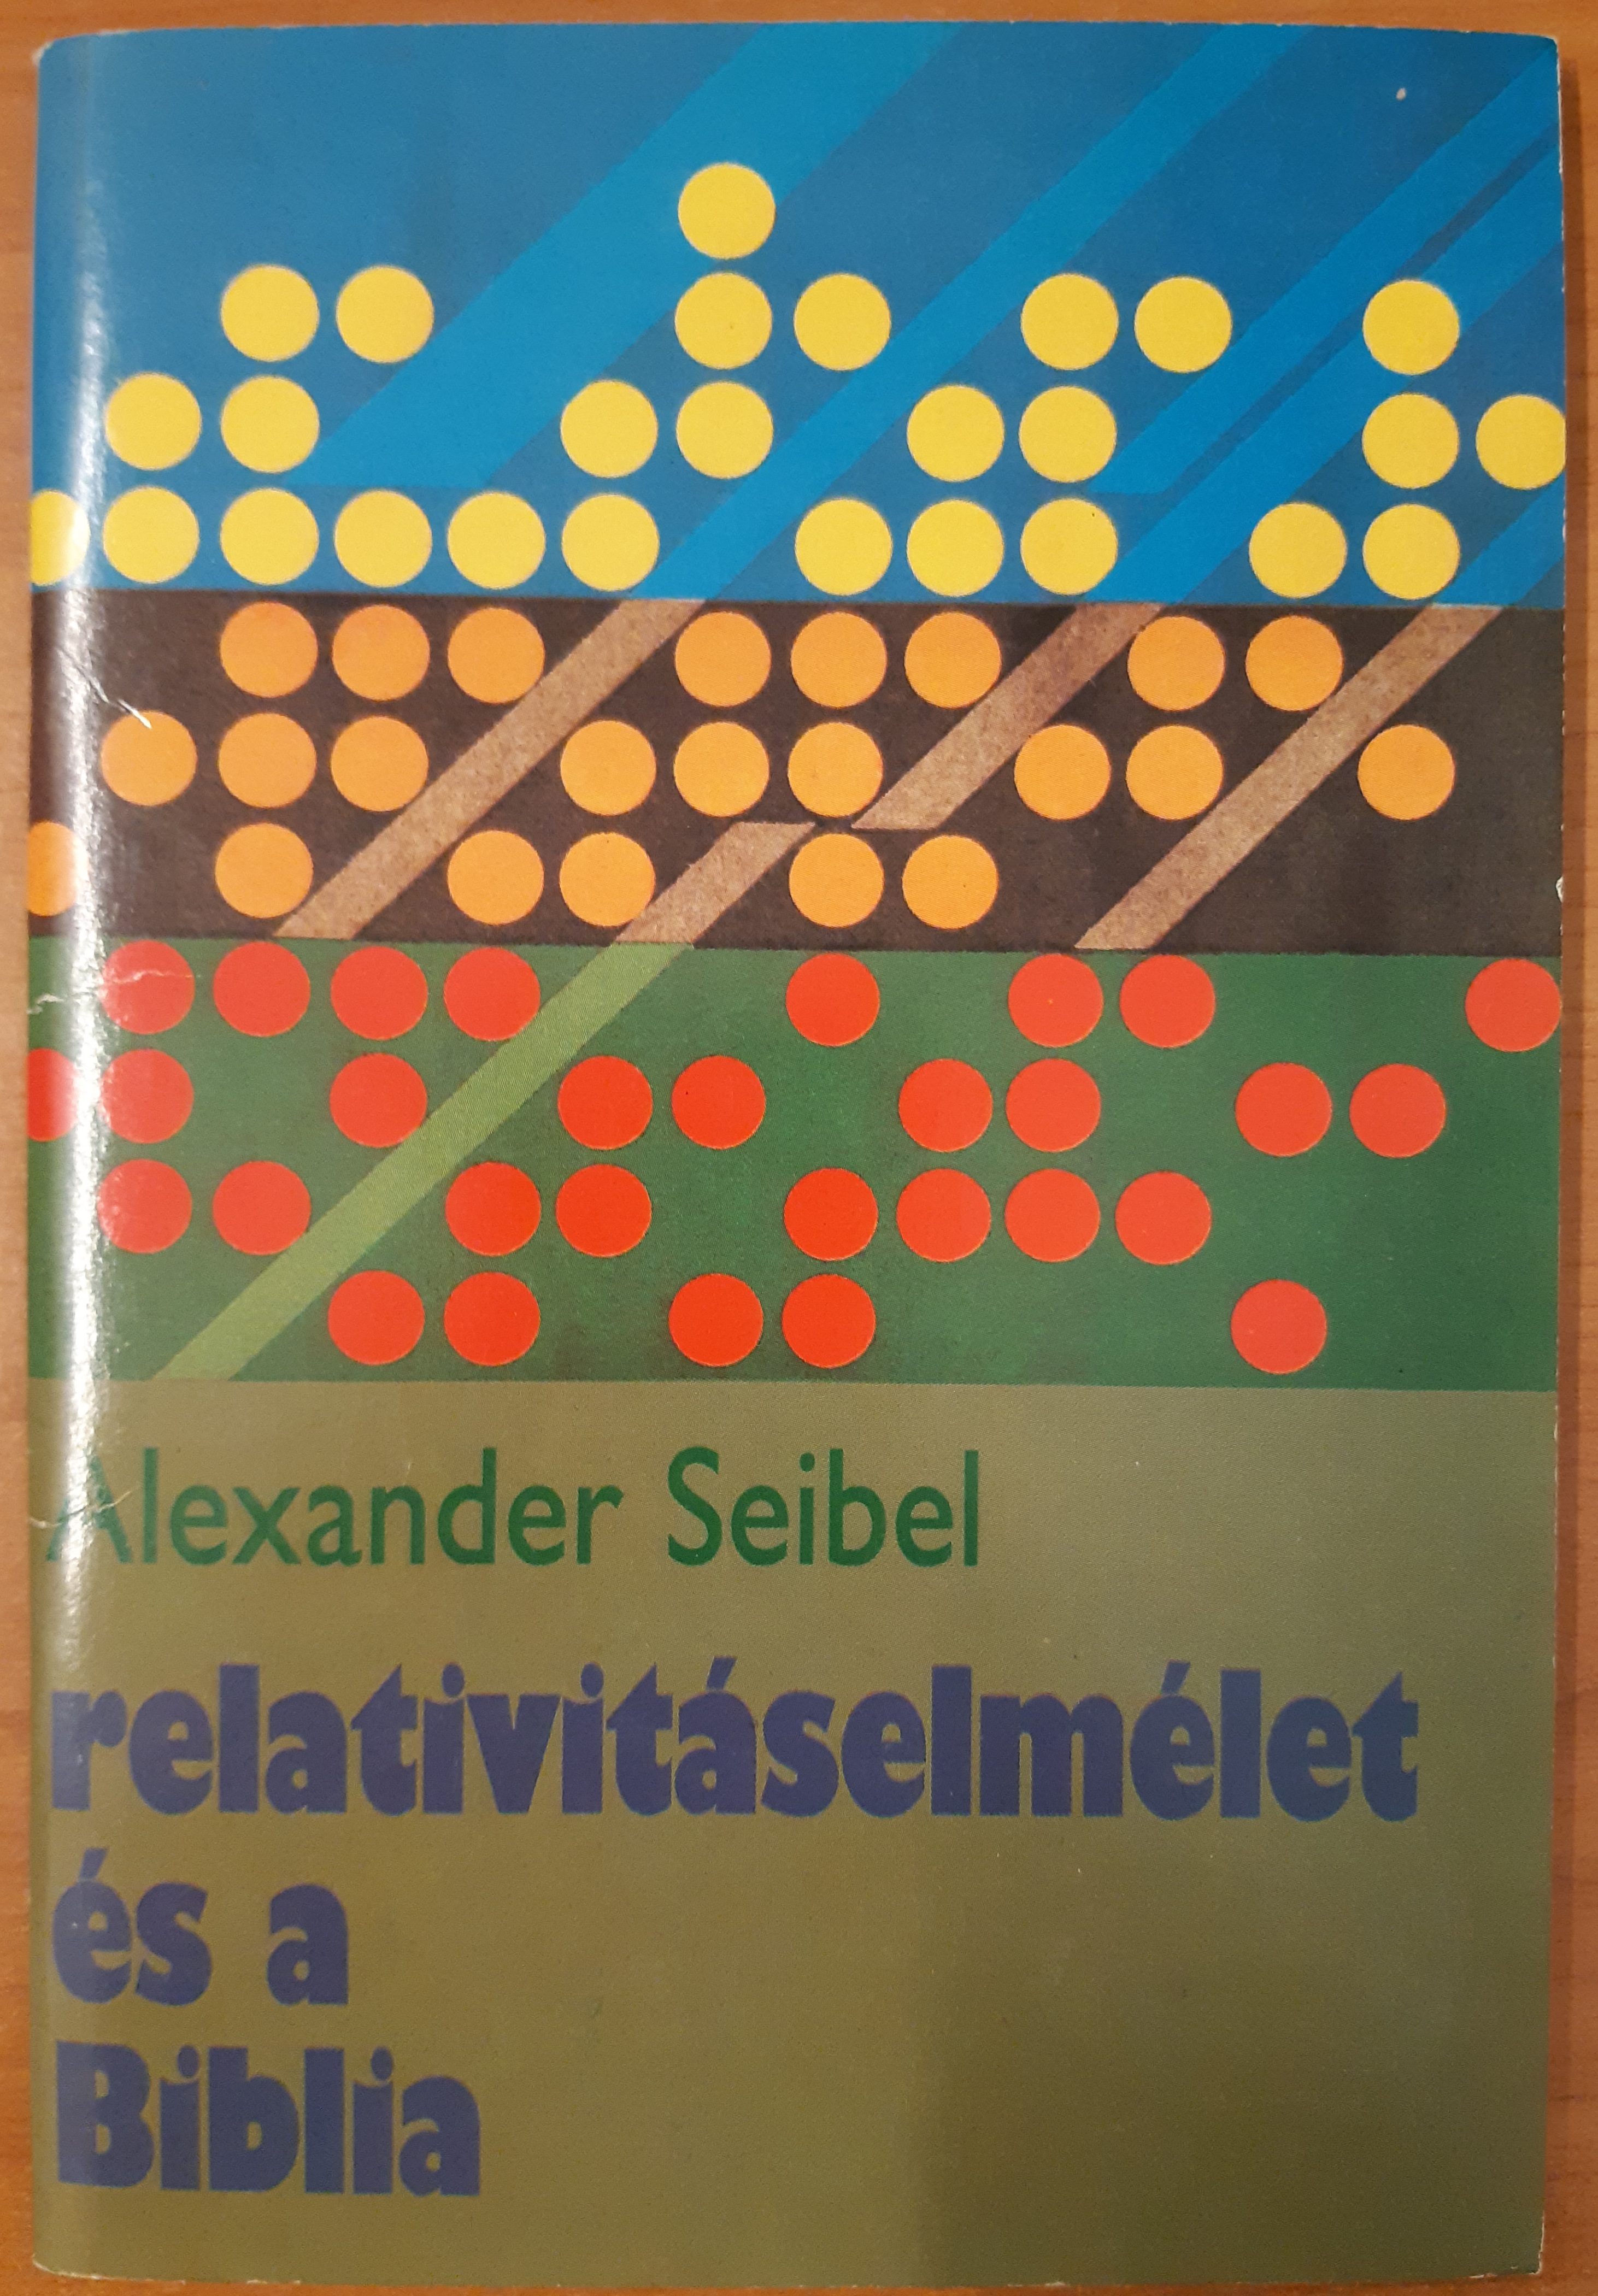 Alexander Seibel
relativitáselmélet
és a
Biblia